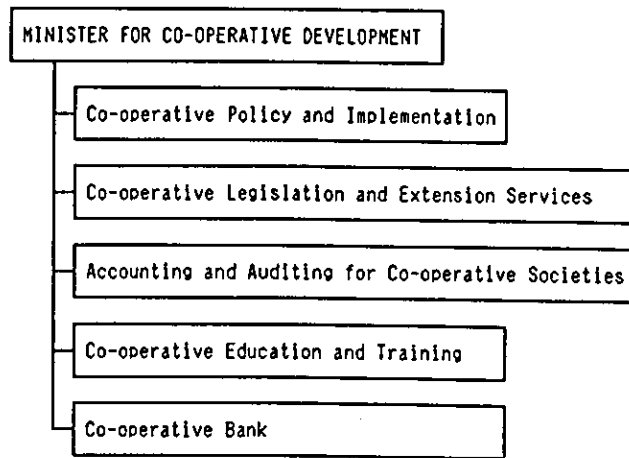 MINISTER FOR CO-OPERATIVE DEVELOPMENT
Co-operative Policy and Implementation
Co-operative Legislation and Extension Services
Accounting and Auditing for Co-operative Societies
Co-operative Education and Training
Co-operative Bank